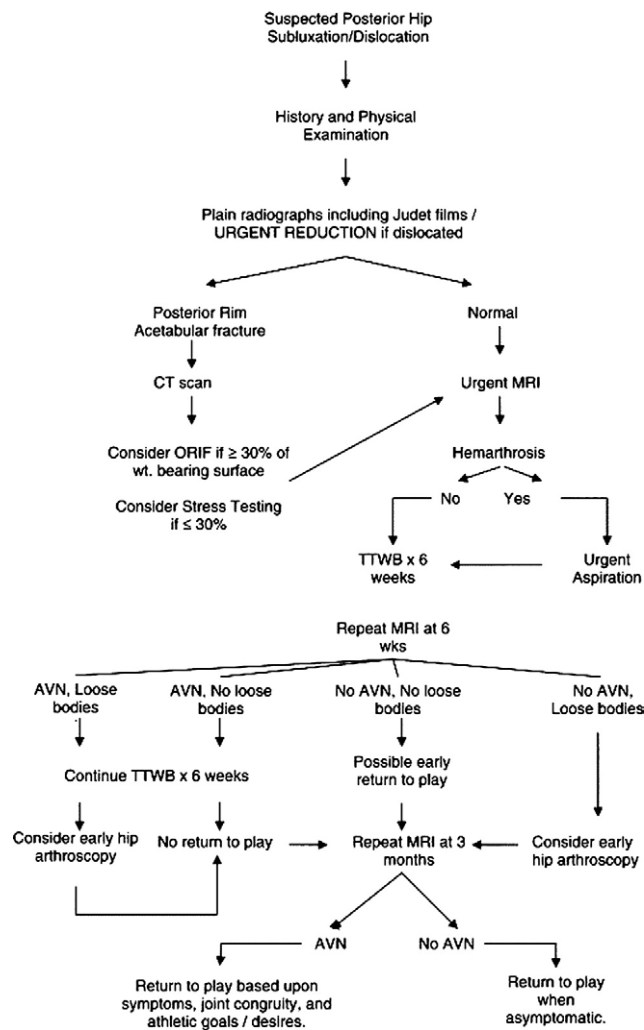 Suspected Posterior Hip
Subluxation/Dislocation
History and Physical
Examination
Plain radiographs including Judet films /
URGENT REDUCTION if dislocated
Posterior Rim
Acetabular fracture
Normal
CT scan
Urgent MRI
Consider ORIF if ≥ 30% of
wt. bearing surface
Hemarthrosis
Consider Stress Testing
if ≤ 30%
No
Yes
TTWB x 6
weeks
Urgent
Aspiration
Repeat MRI at 6
wks
AVN, Loose
bodies
AVN, No loose
bodies
No AVN, No loose
bodies
No AVN,
Loose bodies
Continue TTWB x 6 weeks
Possible early
return to play
Consider early hip
arthroscopy
No return to play
Repeat MRI at 3
months
Consider early
hip arthroscopy
AVN
No AVN
Return to play based upon
symptoms, joint congruity, and
athletic goals / desires.
Return to play
when
asymptomatic.